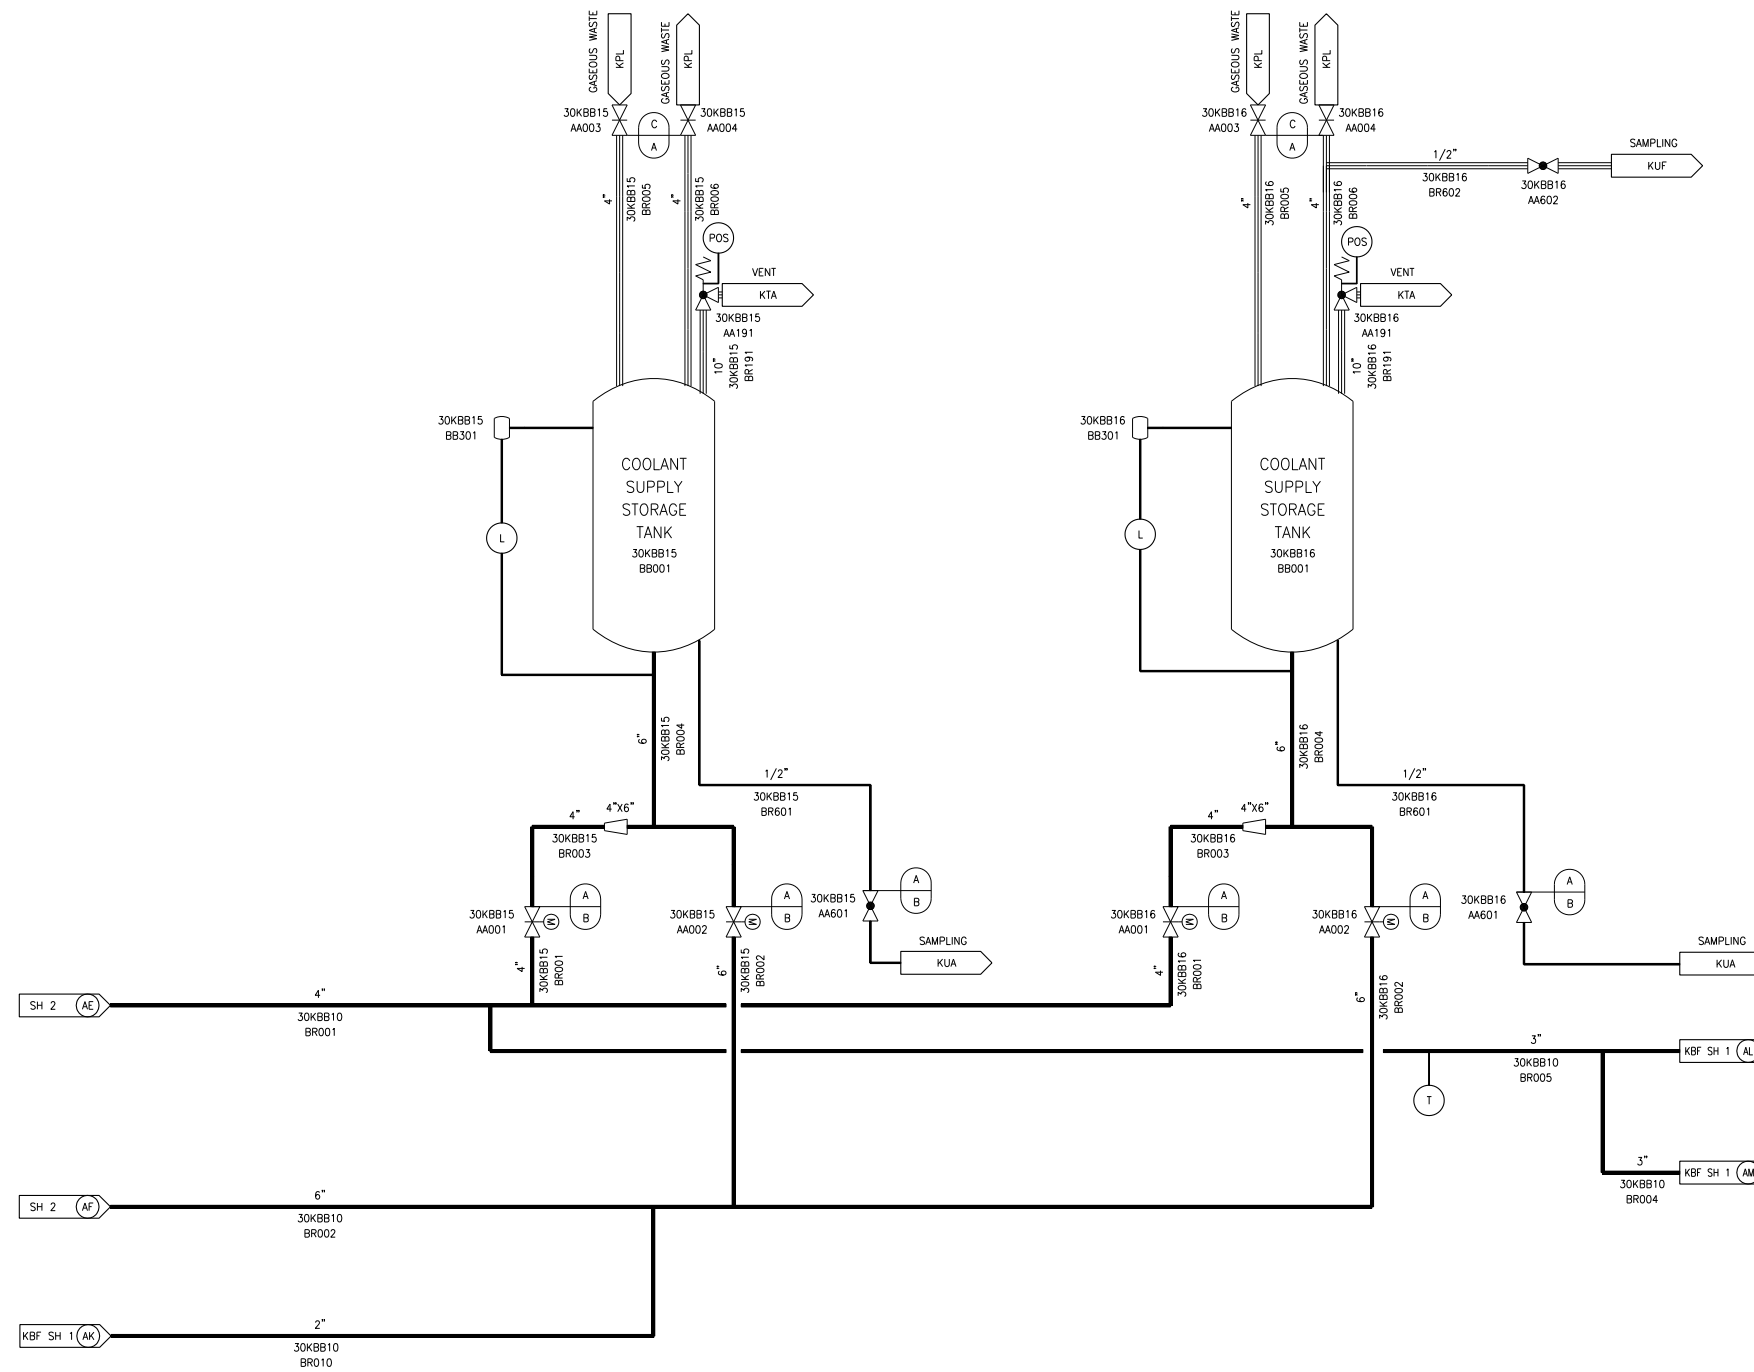 GASEOUS WASTE
KPL
GASEOUS WASTE
KPL
30KBB15
AA003
C
A
30KBB15
AA004
4"
30KBB15
BR005
4"
30KBB15
BR006
POS
VENT
KTA
30KBB15
AA191
10"
30KBB15
BR191
30KBB15
BB301
L
COOLANT
SUPPLY
STORAGE
TANK
30KBB15
BB001
6"
30KBB15
BR004
1/2"
30KBB15
BR601
4"
4"X6"
30KBB15
BR003
30KBB15
AA001
M
A
B
30KBB15
AA002
M
A
B
30KBB15
AA601
A
B
4"
30KBB15
BR001
6"
30KBB15
BR002
SAMPLING
KUA
GASEOUS WASTE
KPL
GASEOUS WASTE
KPL
30KBB16
AA003
C
A
30KBB16
AA004
4"
30KBB16
BR005
4"
30KBB16
BR006
1/2"
30KBB16
BR602
30KBB16
AA602
SAMPLING
KUF
POS
VENT
KTA
30KBB16
AA191
10"
30KBB16
BR191
30KBB16
BB301
L
COOLANT
SUPPLY
STORAGE
TANK
30KBB16
BB001
6"
30KBB16
BR004
1/2"
30KBB16
BR601
4"
4"X6"
30KBB16
BR003
30KBB16
AA001
M
A
B
30KBB16
AA002
M
A
B
30KBB16
AA601
A
B
4"
30KBB16
BR001
6"
30KBB16
BR002
SAMPLING
KUA
SH 2 AE
4"
30KBB10
BR001
3"
30KBB10
BR005
KBF SH 1 AL
T
3"
30KBB10
BR004
KBF SH 1 AM
SH 2 AF
6"
30KBB10
BR002
KBF SH 1 AK
2"
30KBB10
BR010